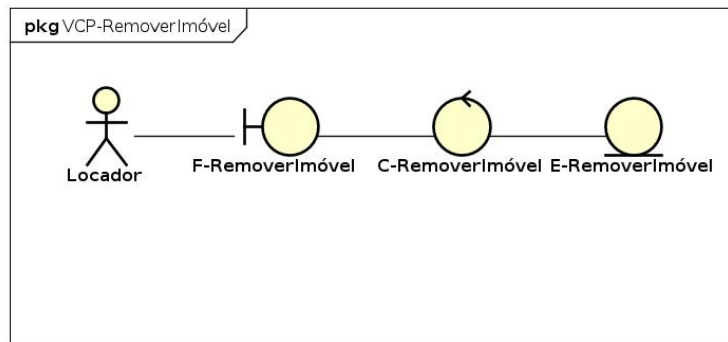 pkg VCP-RemoverImóvel
Locador
F-RemoverImóvel
C-RemoverImóvel
E-RemoverImóvel